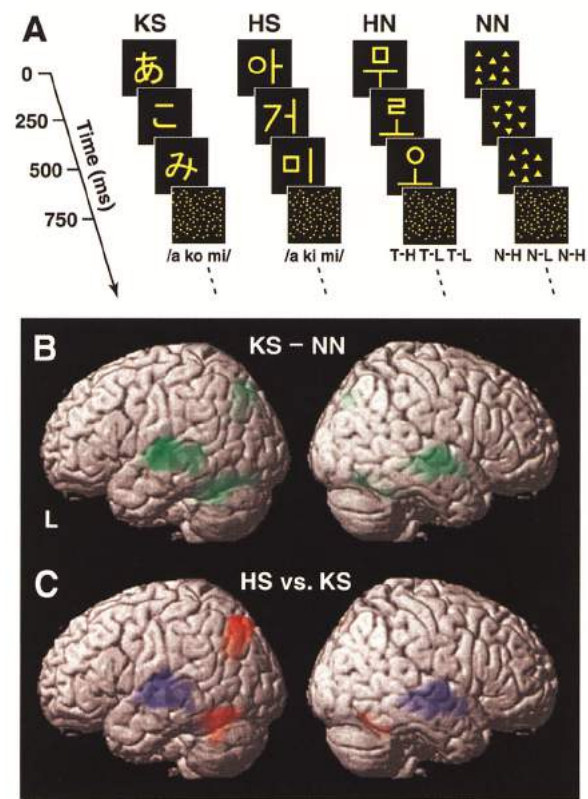 A
KS HS HN NN
0
250
500
750
Time (ms)
あ 아 무
こ 거 로
み 미 오
/a ko mi/ /a ki mi/ T-H T-L T-L N-H N-L N-H
B
KS – NN
L
C
HS vs. KS